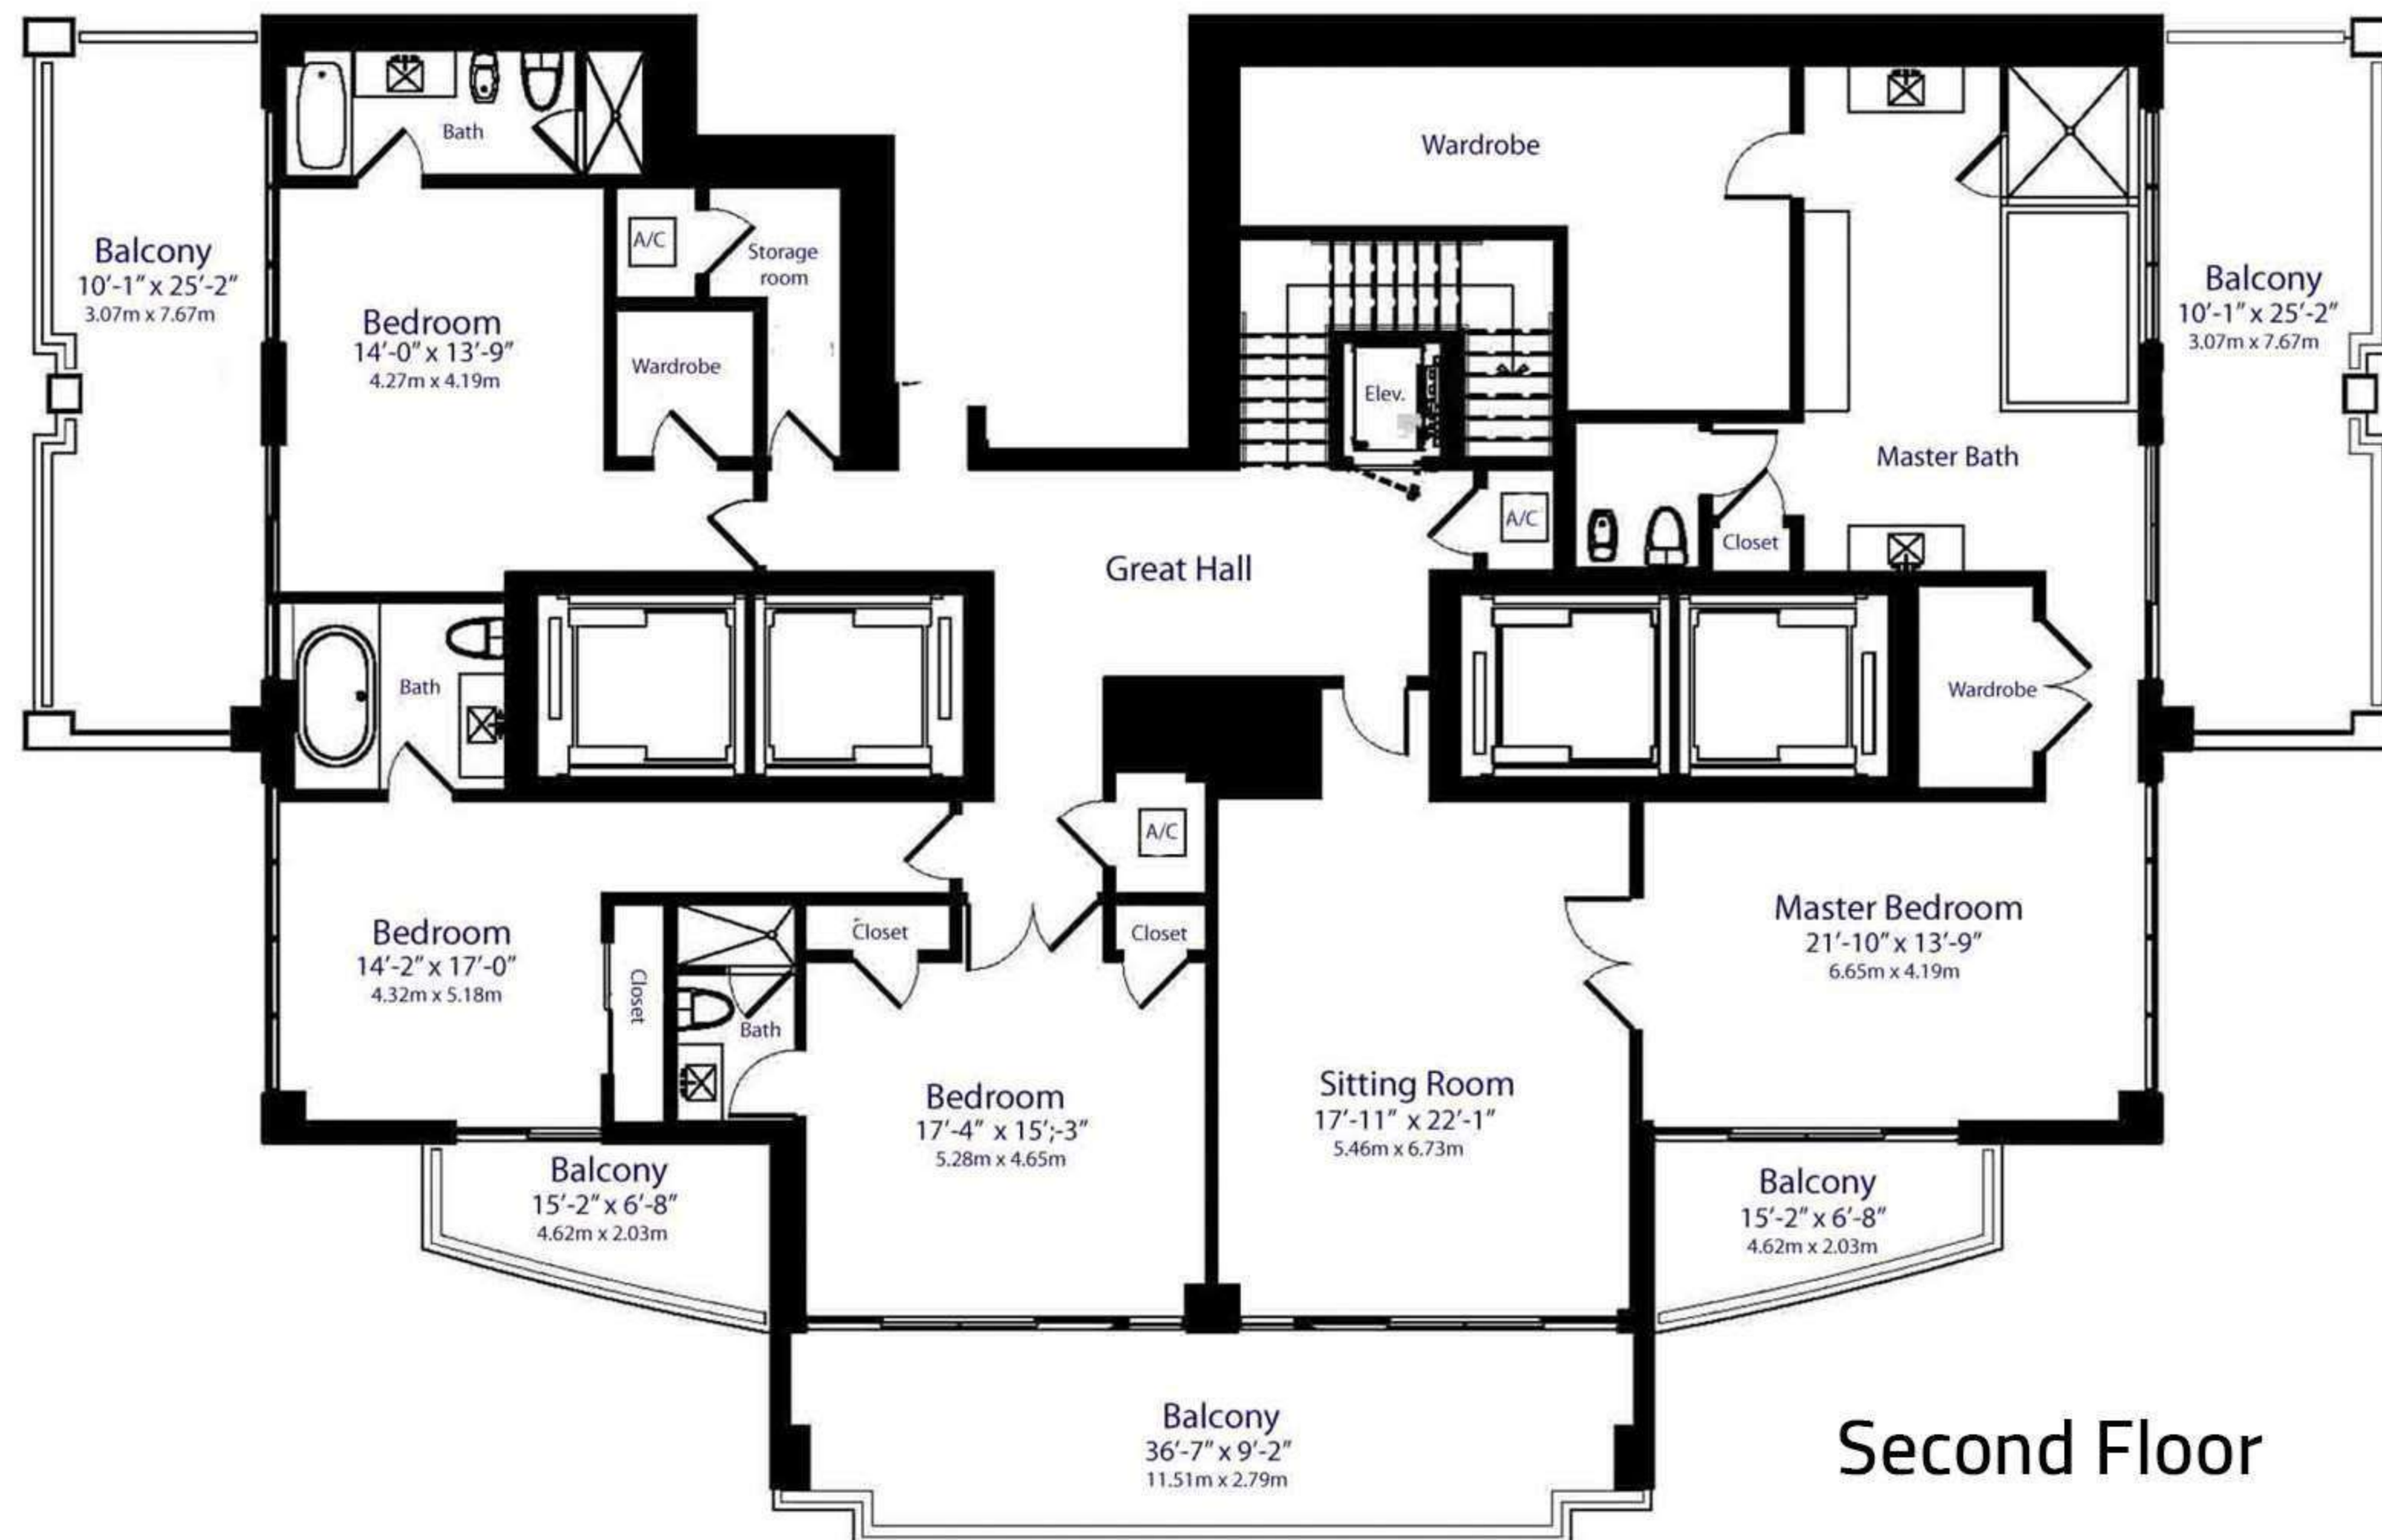 Bath
Wardrobe
Balcony
10'-1" x 25'-2"
3.07m x 7.67m
A/C
Storage
room
Balcony
10'-1" x 25'-2"
3.07m x 7.67m
Bedroom
14'-0" x 13'-9"
4.27m x 4.19m
Wardrobe
Elev.
Master Bath
A/C
Closet
Great Hall
Bath
Wardrobe
A/C
Bedroom
14'-2" x 17'-0"
4.32m x 5.18m
Closet
Closet
Closet
Bath
Master Bedroom
21'-10" x 13'-9"
6.65m x 4.19m
Bedroom
17'-4" x 15';-3"
5.28m x 4.65m
Sitting Room
17'-11" x 22'-1"
5.46m x 6.73m
Balcony
15'-2" x 6'-8"
4.62m x 2.03m
Balcony
15'-2" x 6'-8"
4.62m x 2.03m
Balcony
36'-7" x 9'-2"
11.51m x 2.79m
Second Floor